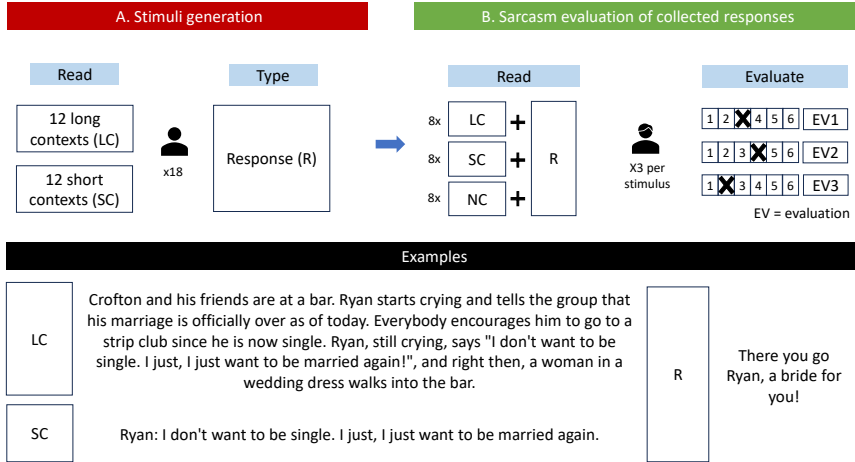 A. Stimuli generation
B. Sarcasm evaluation of collected responses
Read
Type
Read
Evaluate
12 long
contexts (LC)
12 short
contexts (SC)
x18
Response (R)
8x LC +
8x SC +
8x NC +
R
X3 per
stimulus
1 2 4 5 6 EV1
1 2 3 5 6 EV2
1 3 4 5 6 EV3
EV = evaluation
Examples
LC
Crofton and his friends are at a bar. Ryan starts crying and tells the group that
his marriage is officially over as of today. Everybody encourages him to go to a
strip club since he is now single. Ryan, still crying, says "I don't want to be
single. I just, I just want to be married again!", and right then, a woman in a
wedding dress walks into the bar.
SC
Ryan: I don't want to be single. I just, I just want to be married again.
R
There you go
Ryan, a bride for
you!